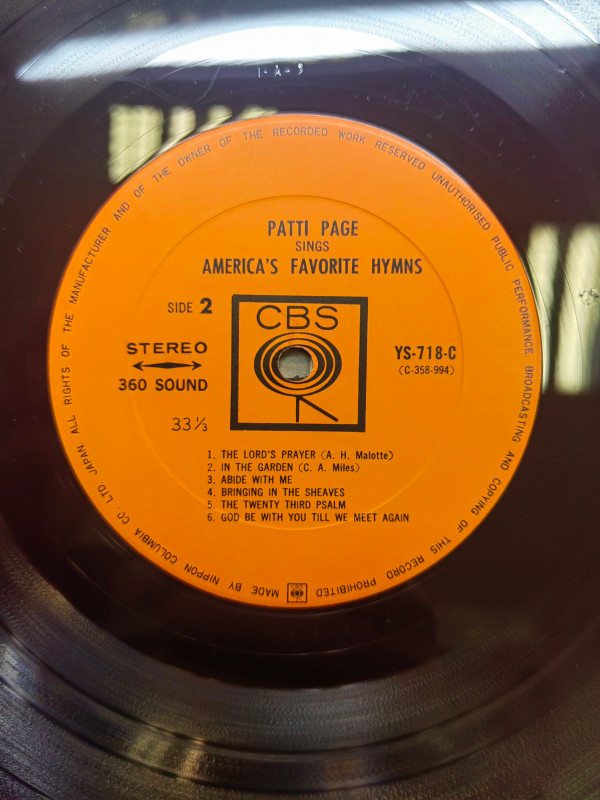 1-A-9
ALL RIGHTS OF THE MANUFACTURER AND OF THE OWNER OF THE RECORDED WORK RESERVED UNAUTHORISED PUBLIC PERFORMANCE. BROADCASTING AND COPYING OF THIS RECORD PROHIBITED
CBS
MADE BY NIPPON COLUMBIA CO., LTD. JAPAN
PATTI PAGE
SINGS
AMERICA'S FAVORITE HYMNS
SIDE 2
CBS
STEREO
360 SOUND
33 1/3
YS-718-C
(C-358-994)
1. THE LORD'S PRAYER (A. H. Malotte)
2. IN THE GARDEN (C. A. Miles)
3. ABIDE WITH ME
4. BRINGING IN THE SHEAVES
5. THE TWENTY THIRD PSALM
6. GOD BE WITH YOU TILL WE MEET AGAIN